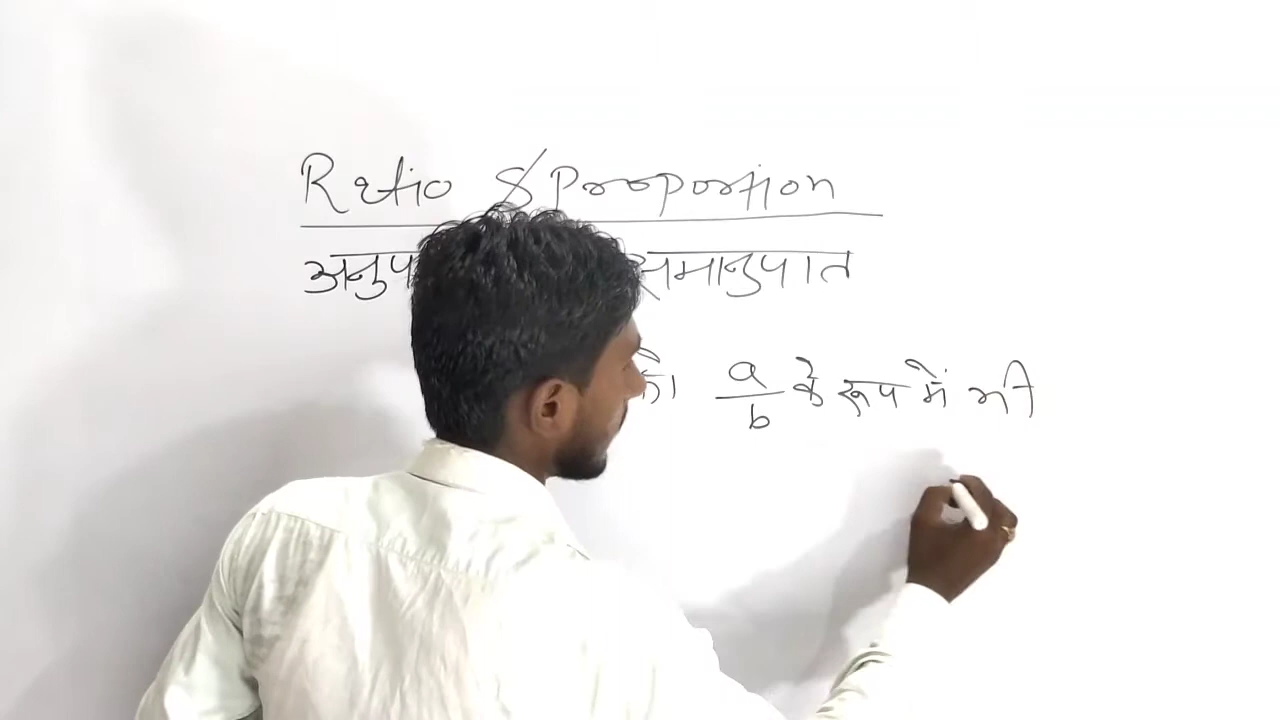 Ratio & Proportion
अनुप समानुपात
को a/b के रूप में भी